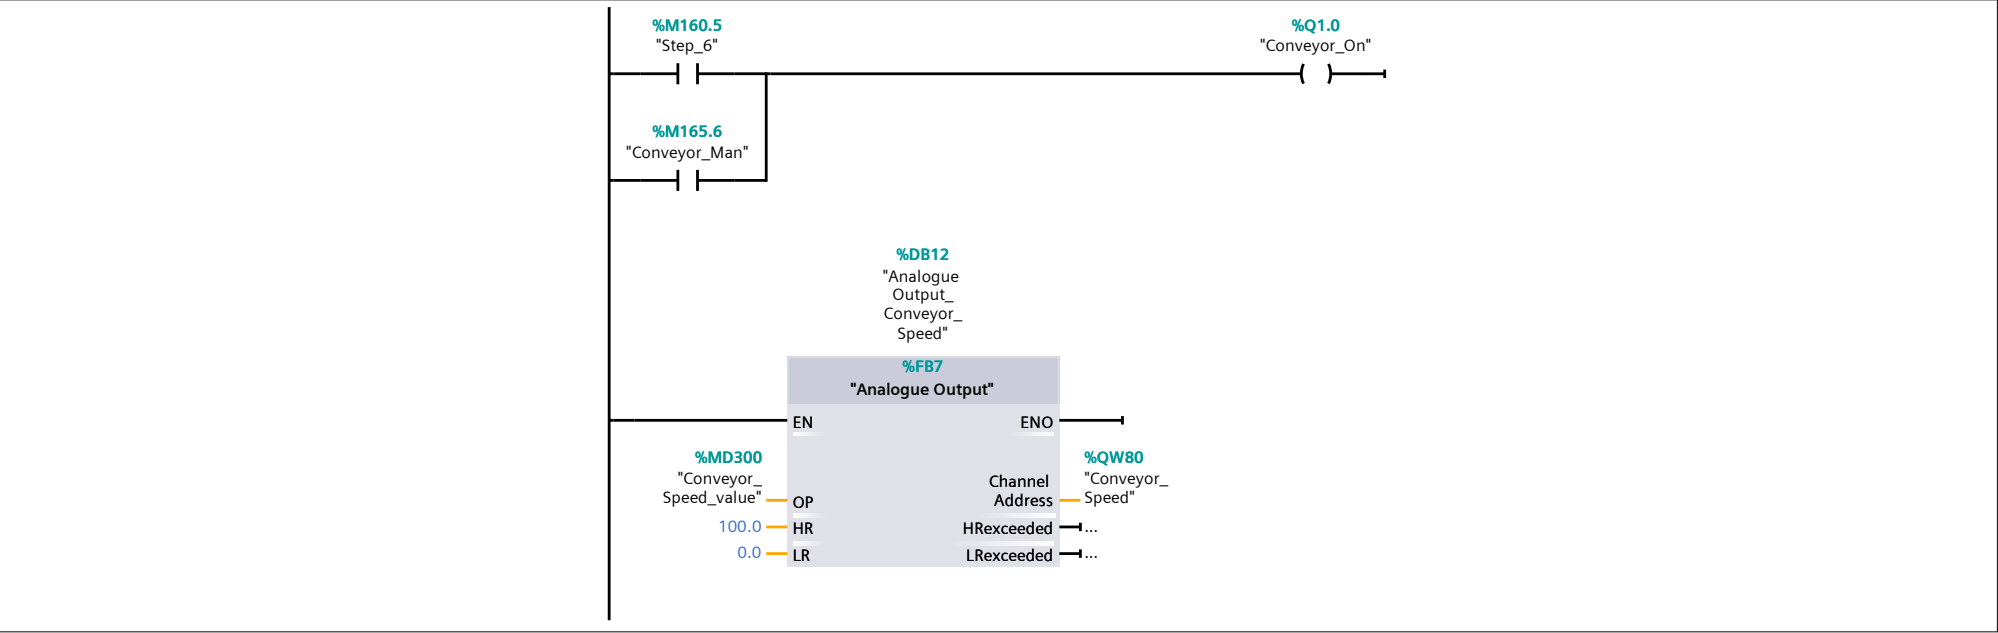 %M160.5
"Step_6"
%Q1.0
"Conveyor_On"
%M165.6
"Conveyor_Man"
%DB12
"Analogue
Output_
Conveyor_
Speed"
%FB7
"Analogue Output"
EN
ENO
%MD300
"Conveyor_
Speed_value"
OP
Channel
Address
%QW80
"Conveyor_
Speed"
100.0
HR
HRexceeded
...
0.0
LR
LRexceeded
...